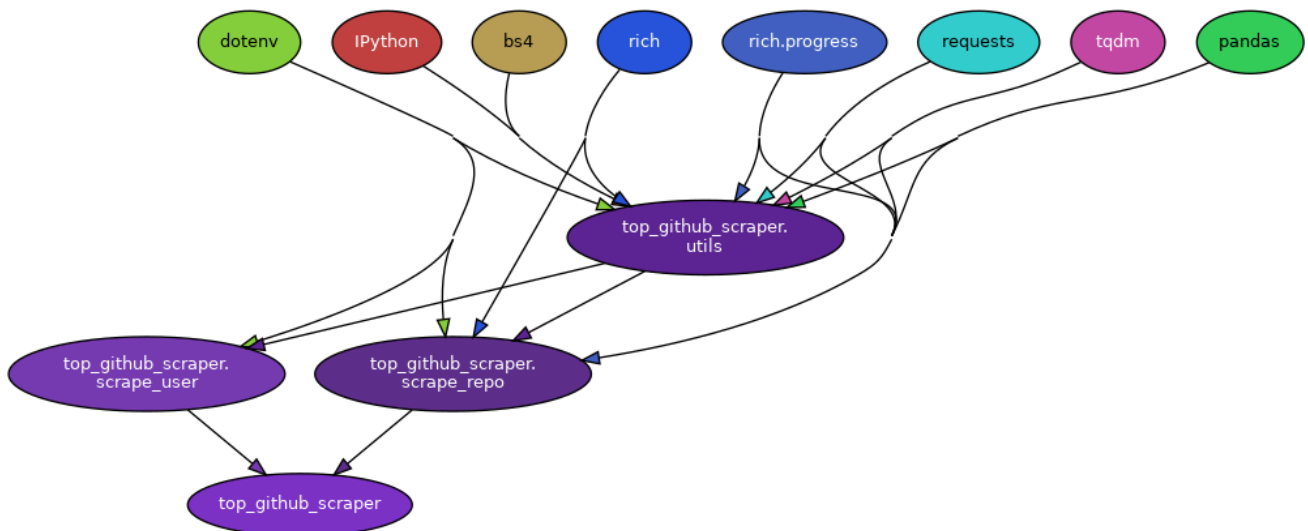 dotenv
IPython
bs4
rich
rich.progress
requests
tqdm
pandas
top_github_scraper.
utils
top_github_scraper.
scrape_user
top_github_scraper.
scrape_repo
top_github_scraper